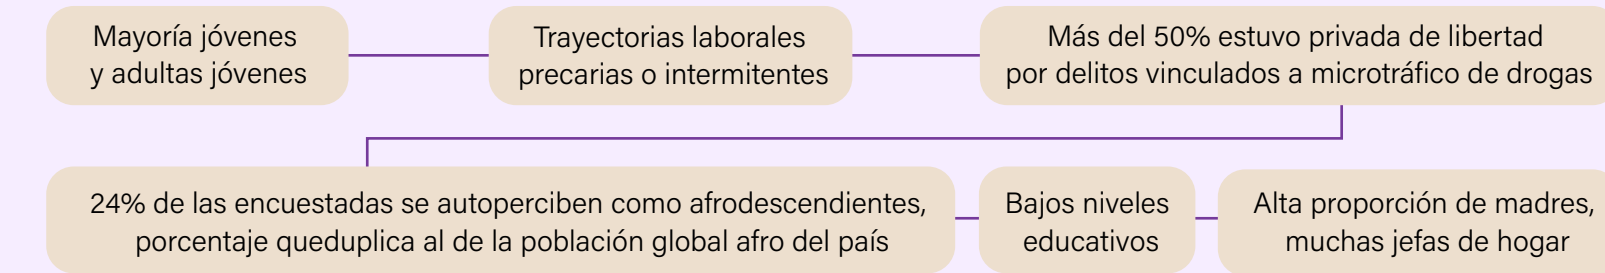 Mayoría jóvenes
y adultas jóvenes
Trayectorias laborales
precarias o intermitentes
Más del 50% estuvo privada de libertad
por delitos vinculados a microtráfico de drogas
24% de las encuestadas se autoperciben como afrodescendientes,
porcentaje queduplica al de la población global afro del país
Bajos niveles
educativos
Alta proporción de madres,
muchas jefas de hogar